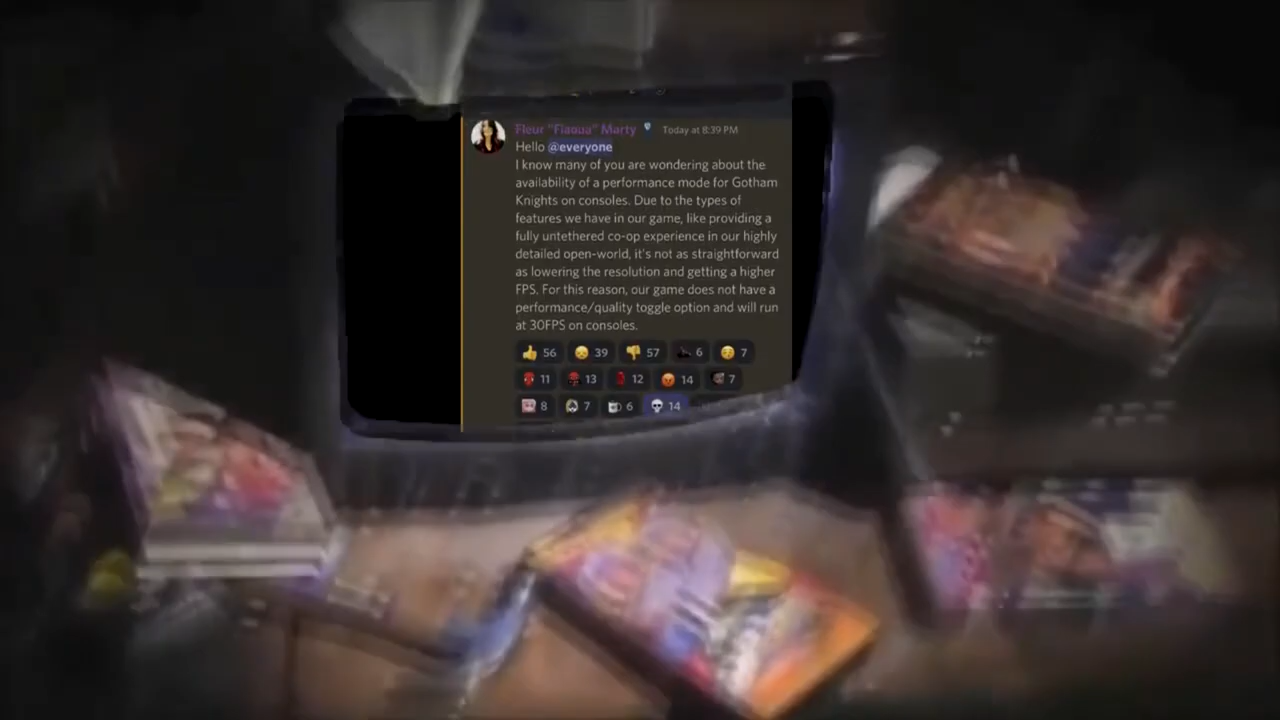 Fleur "Flaoua" Marty Today at 8:39 PM
Hello @everyone
I know many of you are wondering about the
availability of a performance mode for Gotham
Knights on consoles. Due to the types of
features we have in our game, like providing a
fully untethered co-op experience in our highly
detailed open-world, it's not as straightforward
as lowering the resolution and getting a higher
FPS. For this reason, our game does not have a
performance/quality toggle option and will run
at 30FPS on consoles.
56 39 57 6 7
11 13 12 14 7
8 7 6 14